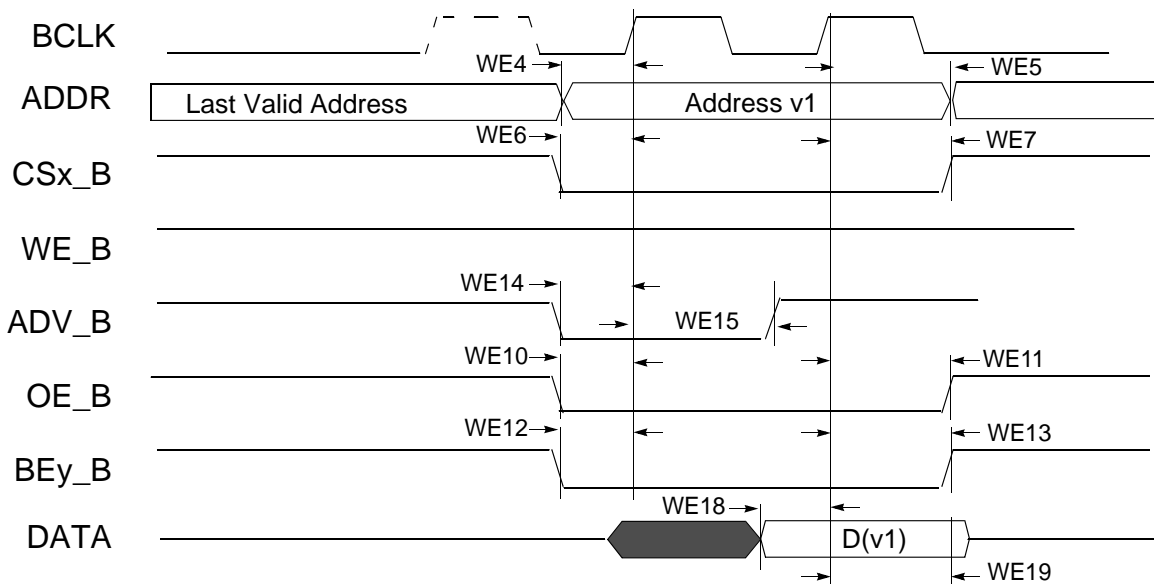 BCLK
WE4
WE5
ADDR
Last Valid Address
Address v1
WE6
WE7
CSx_B
WE_B
WE14
ADV_B
WE15
WE10
WE11
OE_B
WE12
WE13
BEy_B
WE18
DATA
D(v1)
WE19